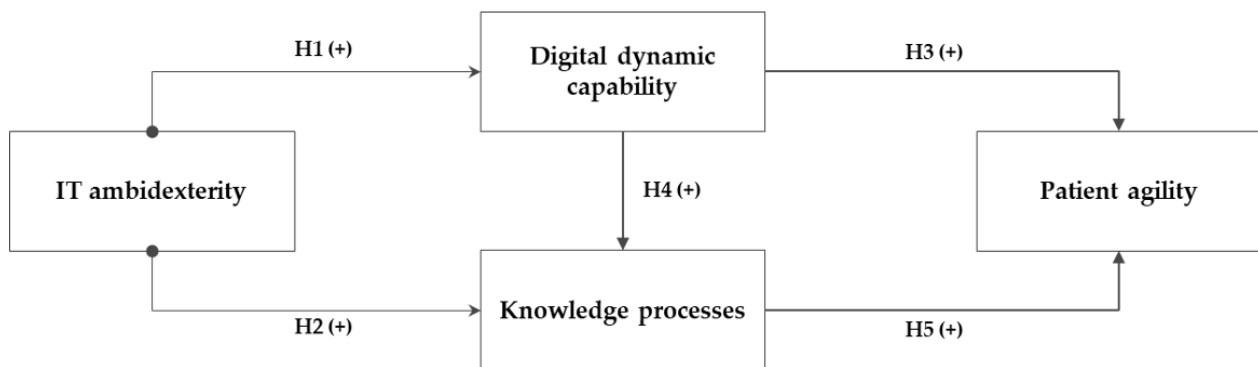 H1 (+)
Digital dynamic
capability
H3 (+)
IT ambidexterity
H4 (+)
Patient agility
H2 (+)
Knowledge processes
H5 (+)